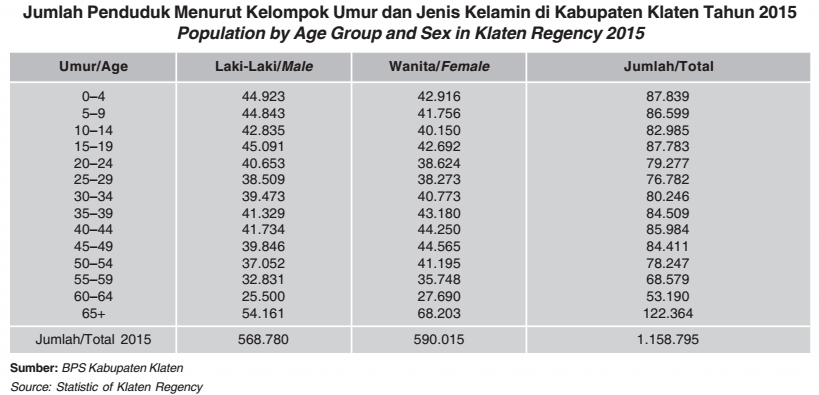 Jumlah Penduduk Menurut Kelompok Umur dan Jenis Kelamin di Kabupaten Klaten Tahun 2015
Population by Age Group and Sex in Klaten Regency 2015
Umur/Age Laki-Laki/Male Wanita/Female Jumlah/Total
0–4 44.923 42.916 87.839
5–9 44.843 41.756 86.599
10–14 42.835 40.150 82.985
15–19 45.091 42.692 87.783
20–24 40.653 38.624 79.277
25–29 38.509 38.273 76.782
30–34 39.473 40.773 80.246
35–39 41.329 43.180 84.509
40–44 41.734 44.250 85.984
45–49 39.846 44.565 84.411
50–54 37.052 41.195 78.247
55–59 32.831 35.748 68.579
60–64 25.500 27.690 53.190
65+ 54.161 68.203 122.364
Jumlah/Total 2015 568.780 590.015 1.158.795
Sumber: BPS Kabupaten Klaten
Source: Statistic of Klaten Regency